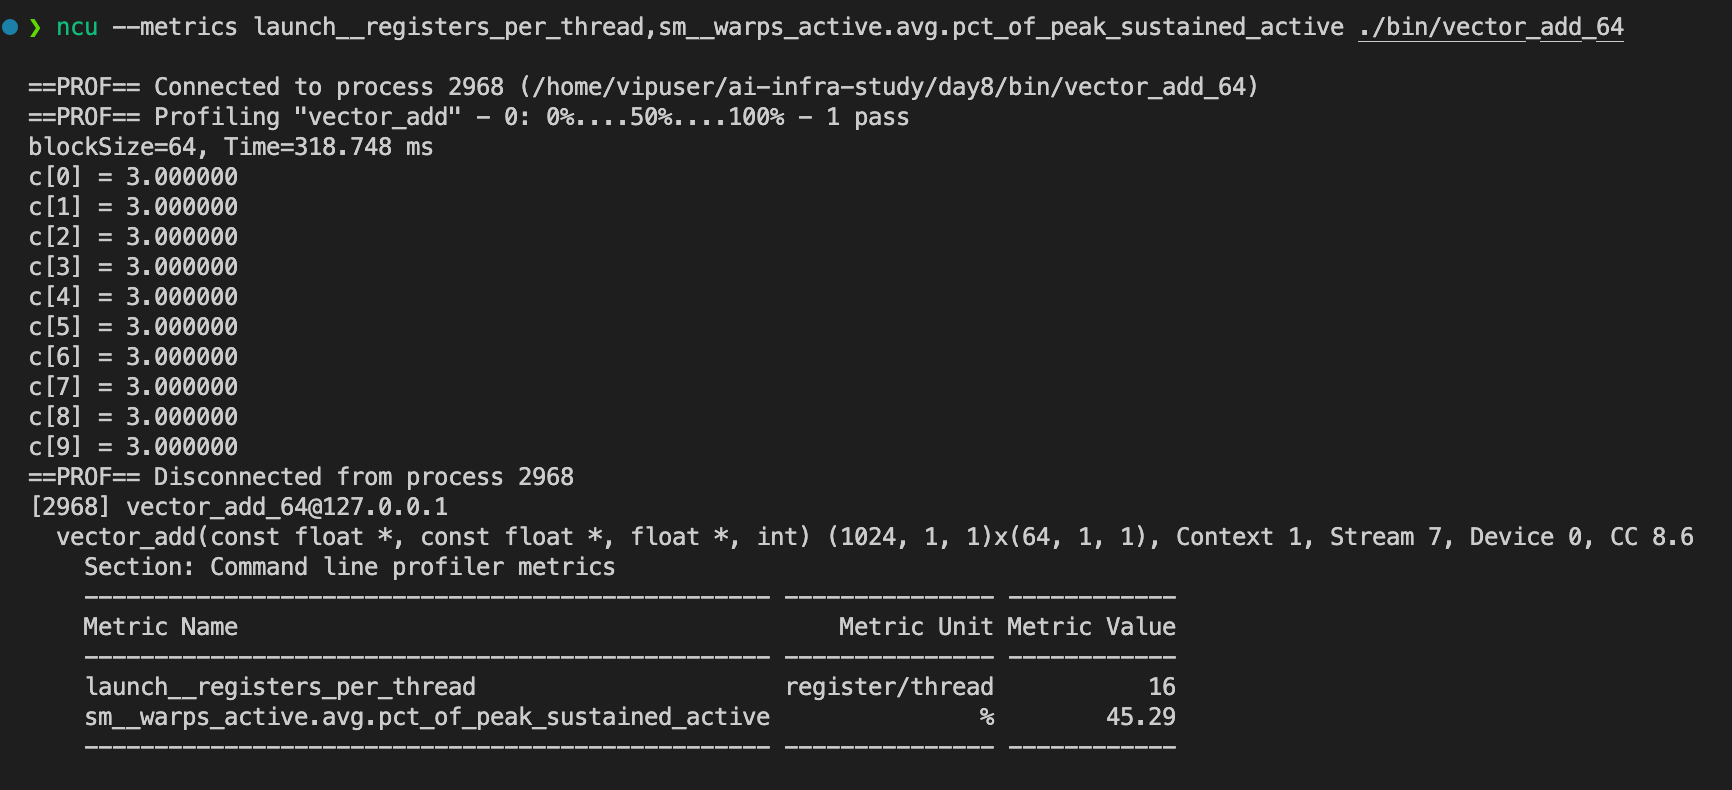 ❯ ncu --metrics launch__registers_per_thread,sm__warps_active.avg.pct_of_peak_sustained_active ./bin/vector_add_64
==PROF== Connected to process 2968 (/home/vipuser/ai-infra-study/day8/bin/vector_add_64)
==PROF== Profiling "vector_add" - 0: 0%....50%....100% - 1 pass
blockSize=64, Time=318.748 ms
c[0] = 3.000000
c[1] = 3.000000
c[2] = 3.000000
c[3] = 3.000000
c[4] = 3.000000
c[5] = 3.000000
c[6] = 3.000000
c[7] = 3.000000
c[8] = 3.000000
c[9] = 3.000000
==PROF== Disconnected from process 2968
[2968] vector_add_64@127.0.0.1
  vector_add(const float *, const float *, float *, int) (1024, 1, 1)x(64, 1, 1), Context 1, Stream 7, Device 0, CC 8.6
    Section: Command line profiler metrics
    ------------------------------------------------- --------------- ------------
    Metric Name                                           Metric Unit Metric Value
    ------------------------------------------------- --------------- ------------
    launch__registers_per_thread                      register/thread           16
    sm__warps_active.avg.pct_of_peak_sustained_active               %        45.29
    ------------------------------------------------- --------------- ------------